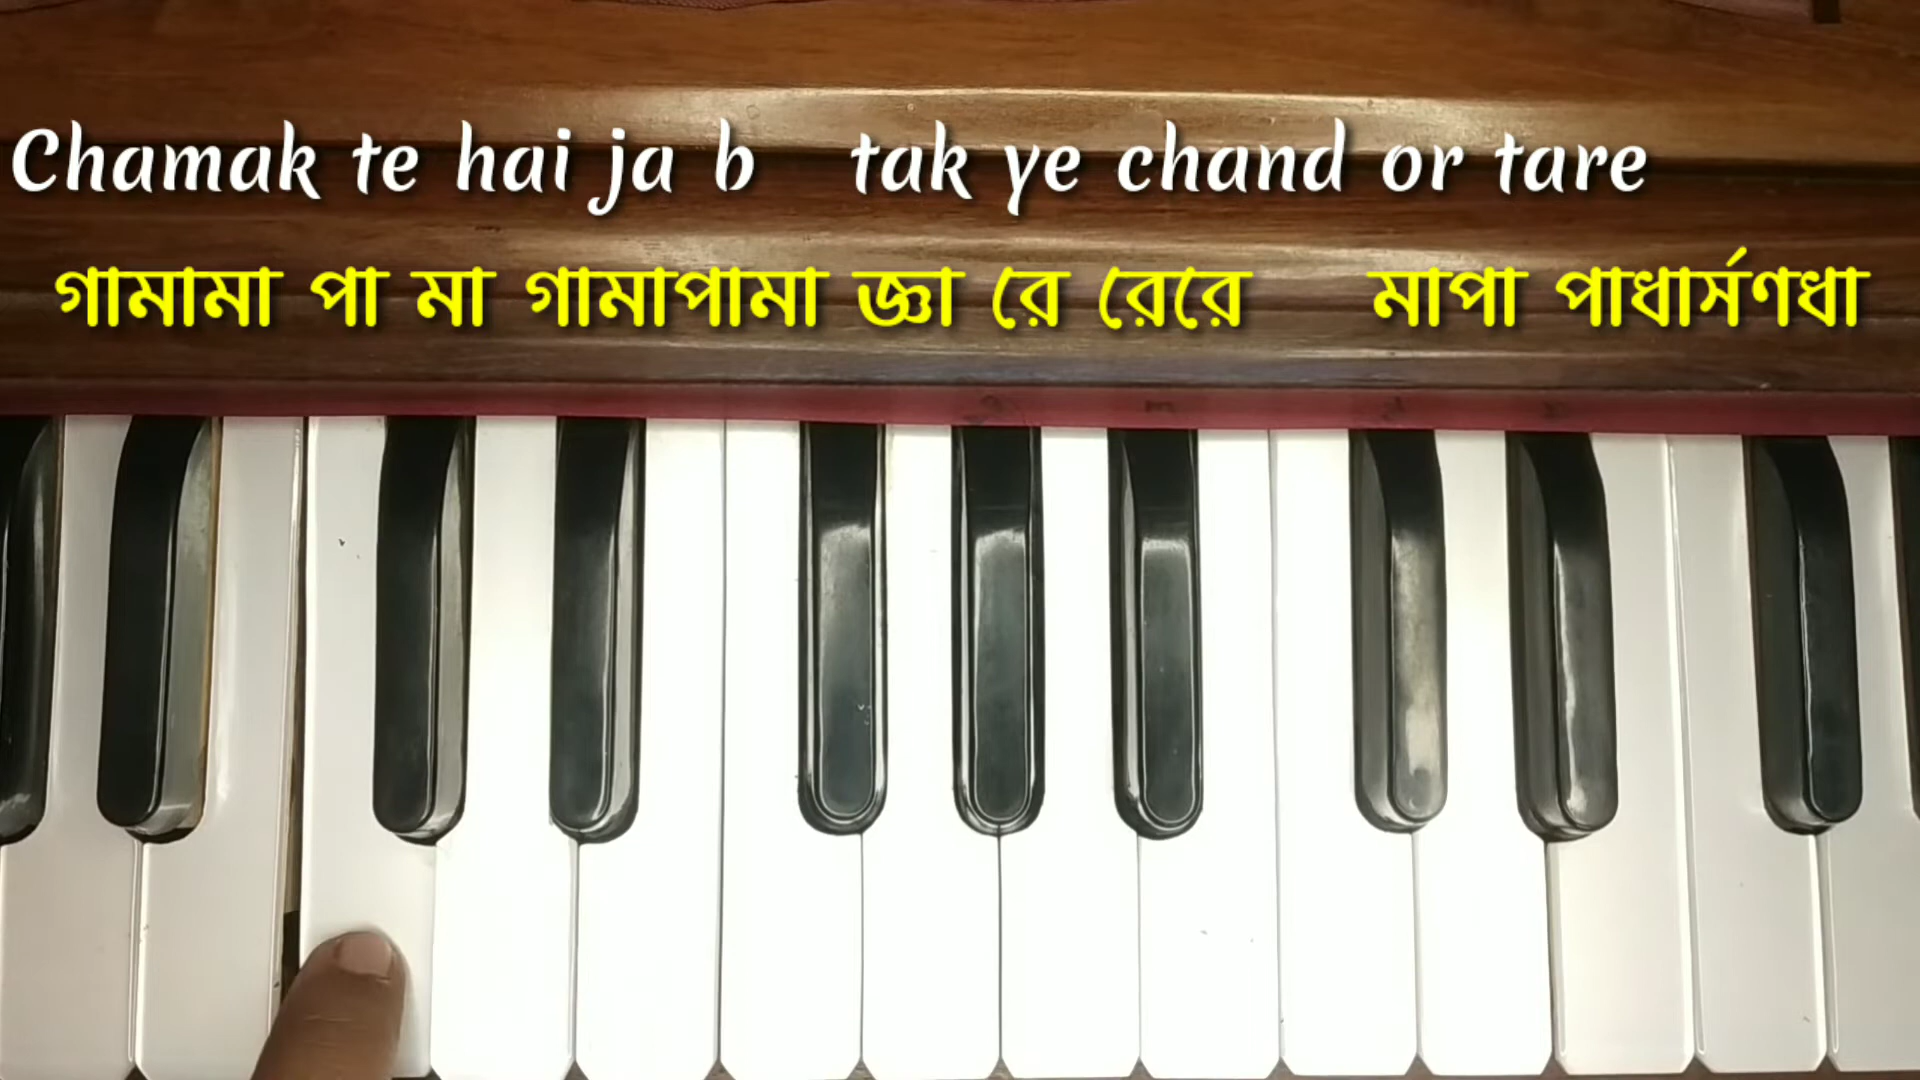 Chamak te hai ja b tak ye chand or tare
গামামা পা মা গামাপামা জ্ঞা রে রেরে মাপা পাধার্সণধা